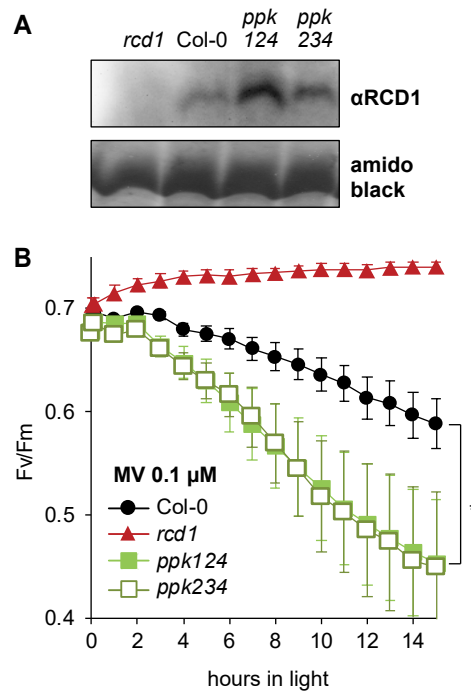 A
rcd1 Col-0 ppk 124 ppk 234
αRCD1
amido
black
B
0.7
0.6
0.5
0.4
Fv/Fm
MV 0.1 µM
Col-0
rcd1
ppk124
ppk234
0 2 4 6 8 10 12 14
hours in light